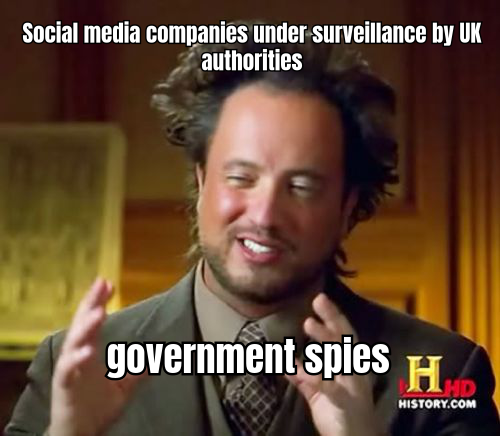 Social media companies under surveillance by UK
authorities
government spies
H HD
HISTORY.COM